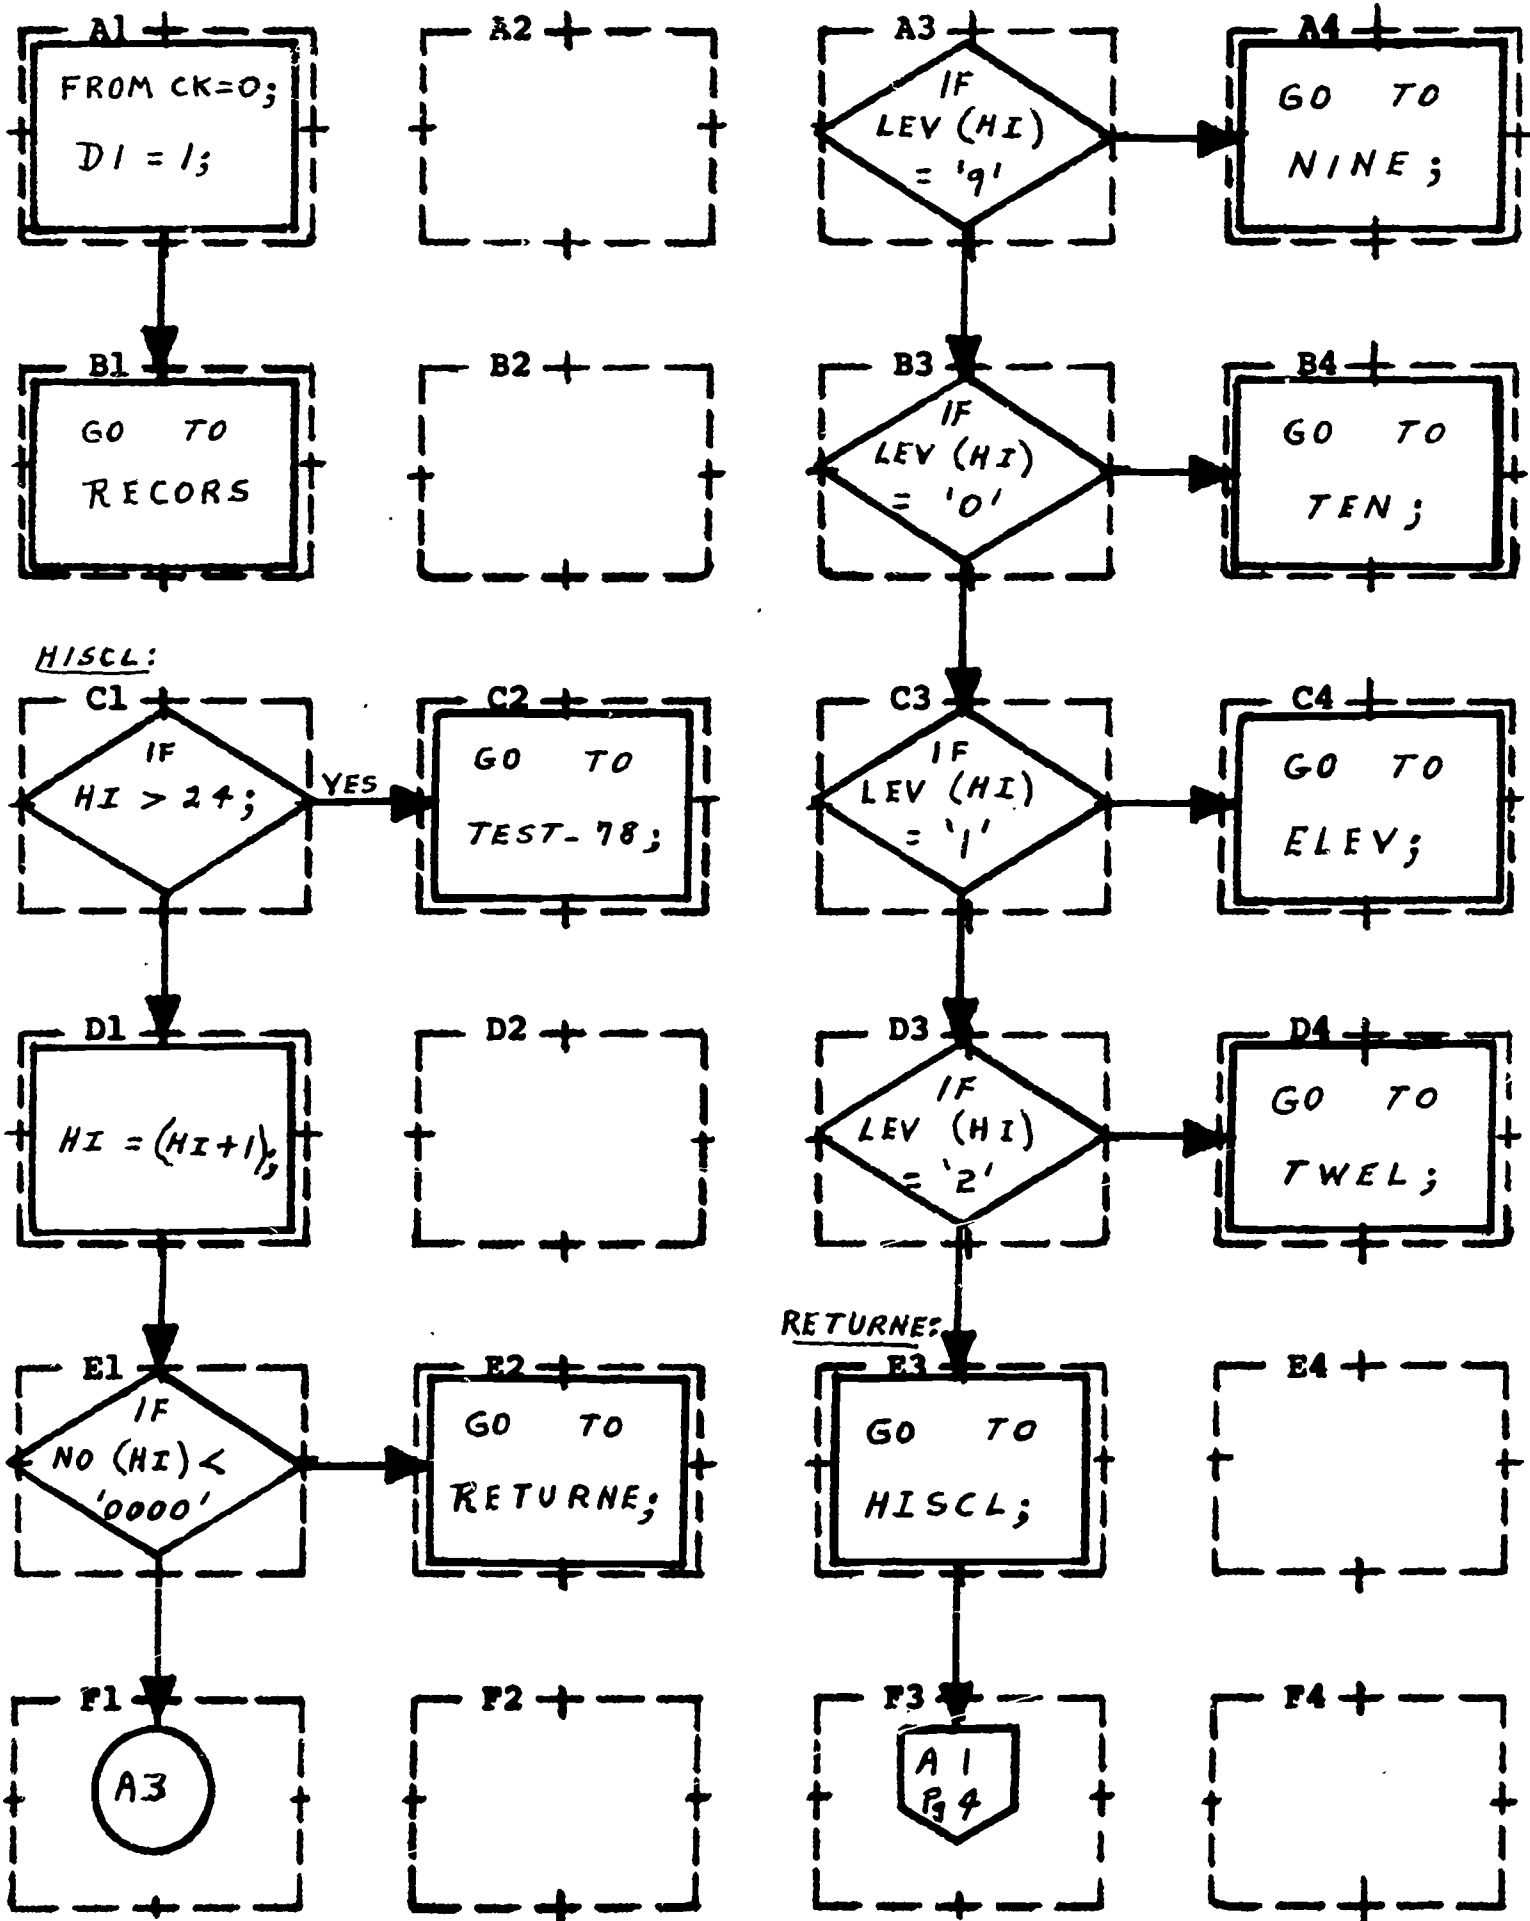 A1
FROM CK=0;
D1 = 1;
A2
A3
IF
LEV (HI)
= '9'
A4
GO TO
NINE;
B1
GO TO
RECORS
B2
B3
IF
LEV (HI)
= '0'
B4
GO TO
TEN;
HISCL:
C1
IF
HI > 24;
YES
C2
GO TO
TEST-78;
C3
IF
LEV (HI)
= '1'
C4
GO TO
ELEV;
D1
HI = (HI+1);
D2
D3
IF
LEV (HI)
= '2'
D4
GO TO
TWEL;
E1
IF
NO (HI) <
'0000'
E2
GO TO
RETURNE;
RETURNE:
E3
GO TO
HISCL;
E4
F1
A3
F2
F3
A 1
Pg 4
F4